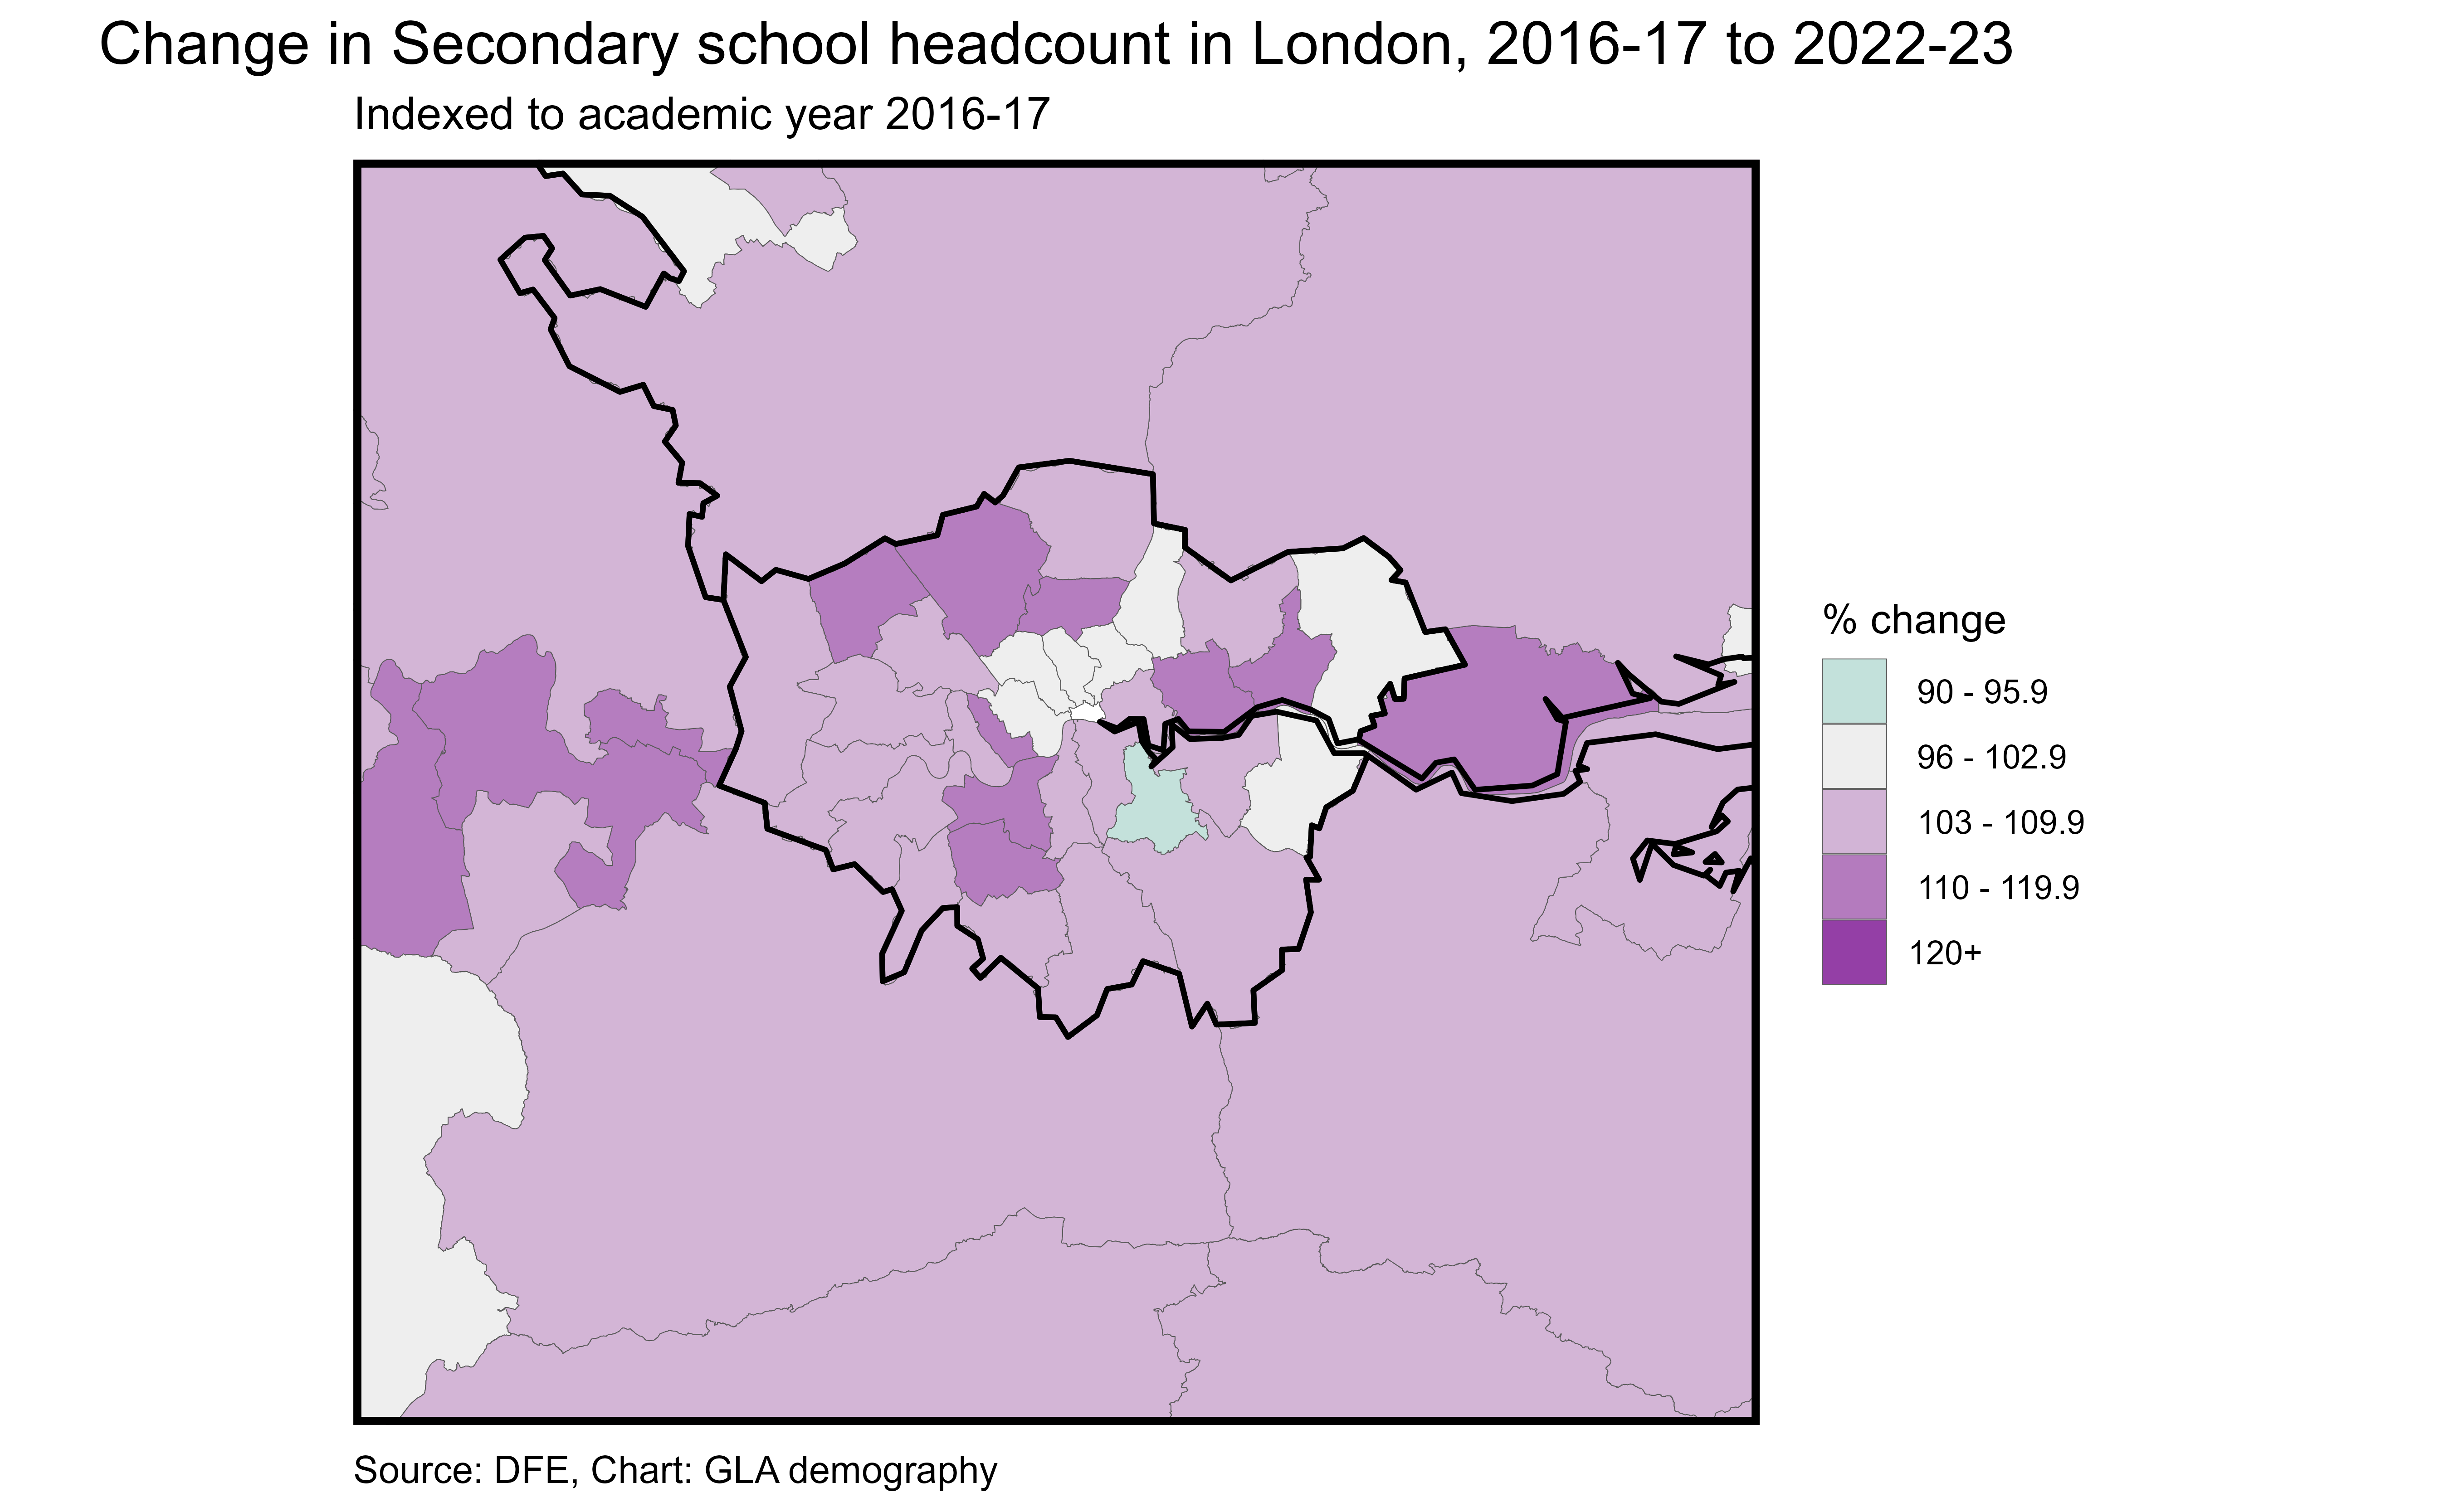 Change in Secondary school headcount in London, 2016-17 to 2022-23
Indexed to academic year 2016-17
% change
90 - 95.9
96 - 102.9
103 - 109.9
110 - 119.9
120+
Source: DFE, Chart: GLA demography